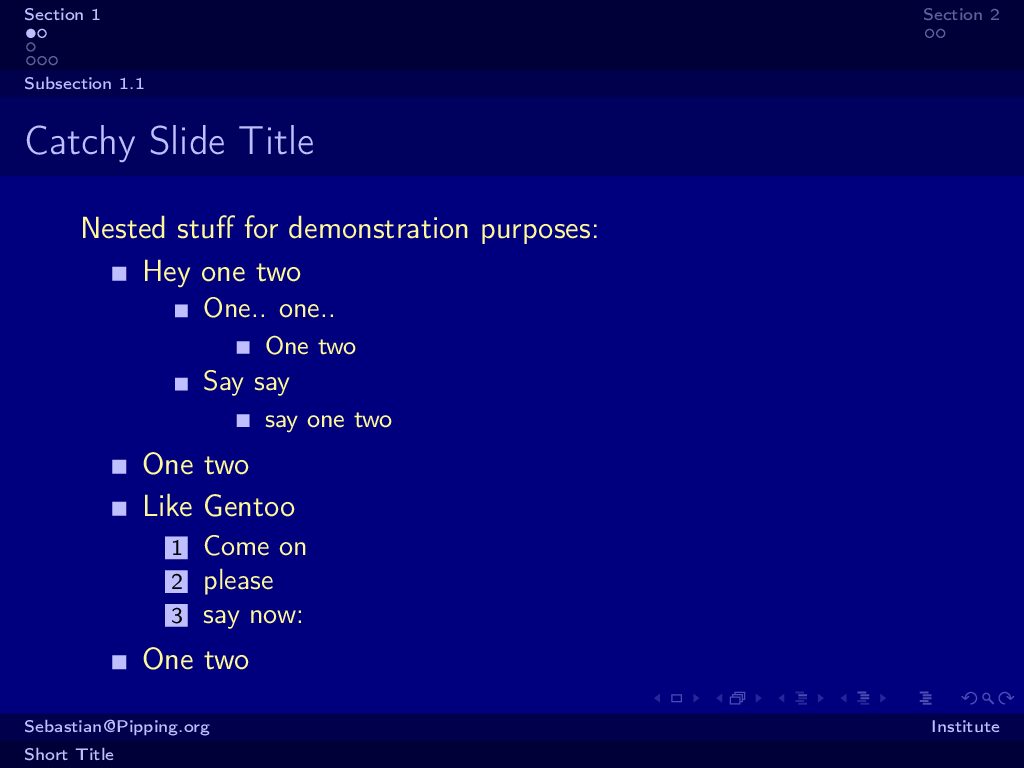 Section 1
Section 2
Subsection 1.1
Catchy Slide Title
Nested stuff for demonstration purposes:
Hey one two
One.. one..
One two
Say say
say one two
One two
Like Gentoo
1 Come on
2 please
3 say now:
One two
Sebastian@Pipping.org
Institute
Short Title